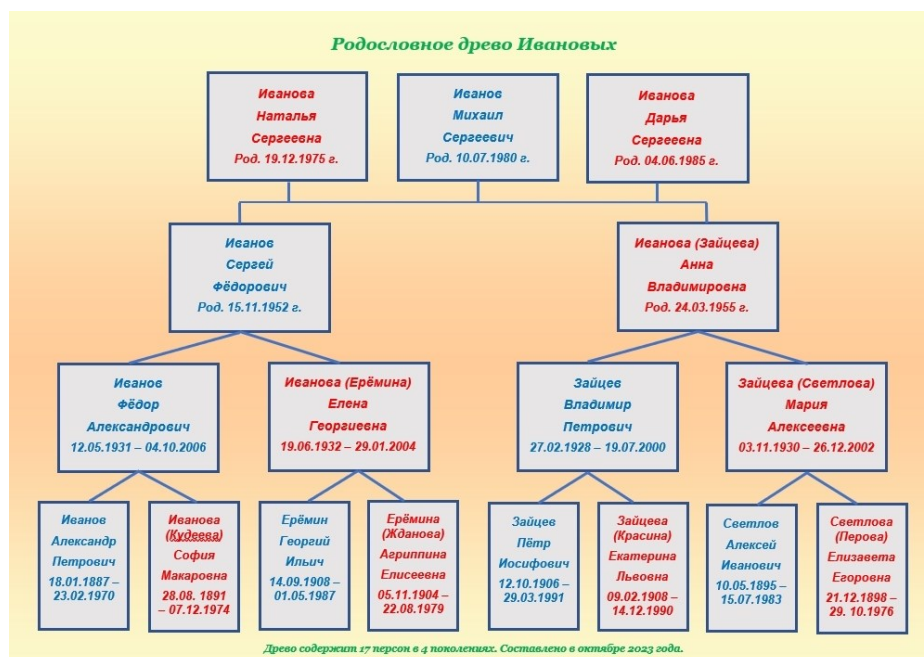 Родословное древо Ивановых
Иванова
Наталья
Сергеевна
Род. 19.12.1975 г.
Иванов
Михаил
Сергеевич
Род. 10.07.1980 г.
Иванова
Дарья
Сергеевна
Род. 04.06.1985 г.
Иванов
Сергей
Фёдорович
Род. 15.11.1952 г.
Иванова (Зайцева)
Анна
Владимировна
Род. 24.03.1955 г.
Иванов
Фёдор
Александрович
12.05.1931 – 04.10.2006
Иванова (Ерёмина)
Елена
Георгиевна
19.06.1932 – 29.01.2004
Зайцев
Владимир
Петрович
27.02.1928 – 19.07.2000
Зайцева (Светлова)
Мария
Алексеевна
03.11.1930 – 26.12.2002
Иванов
Александр
Петрович
18.01.1887 –
23.02.1970
Иванова
(Кудеева)
София
Макаровна
28.08. 1891
– 07.12.1974
Ерёмин
Георгий
Ильич
14.09.1908 –
01.05.1987
Ерёмина
(Жданова)
Агриппина
Елисеевна
05.11.1904 –
22.08.1979
Зайцев
Пётр
Иосифович
12.10.1906 –
29.03.1991
Зайцева
(Красина)
Екатерина
Львовна
09.02.1908 –
14.12.1990
Светлов
Алексей
Иванович
10.05.1895 –
15.07.1983
Светлова
(Перова)
Елизавета
Егоровна
21.12.1898 –
29. 10.1976
Древо содержит 17 персон в 4 поколениях. Составлено в октябре 2023 года.